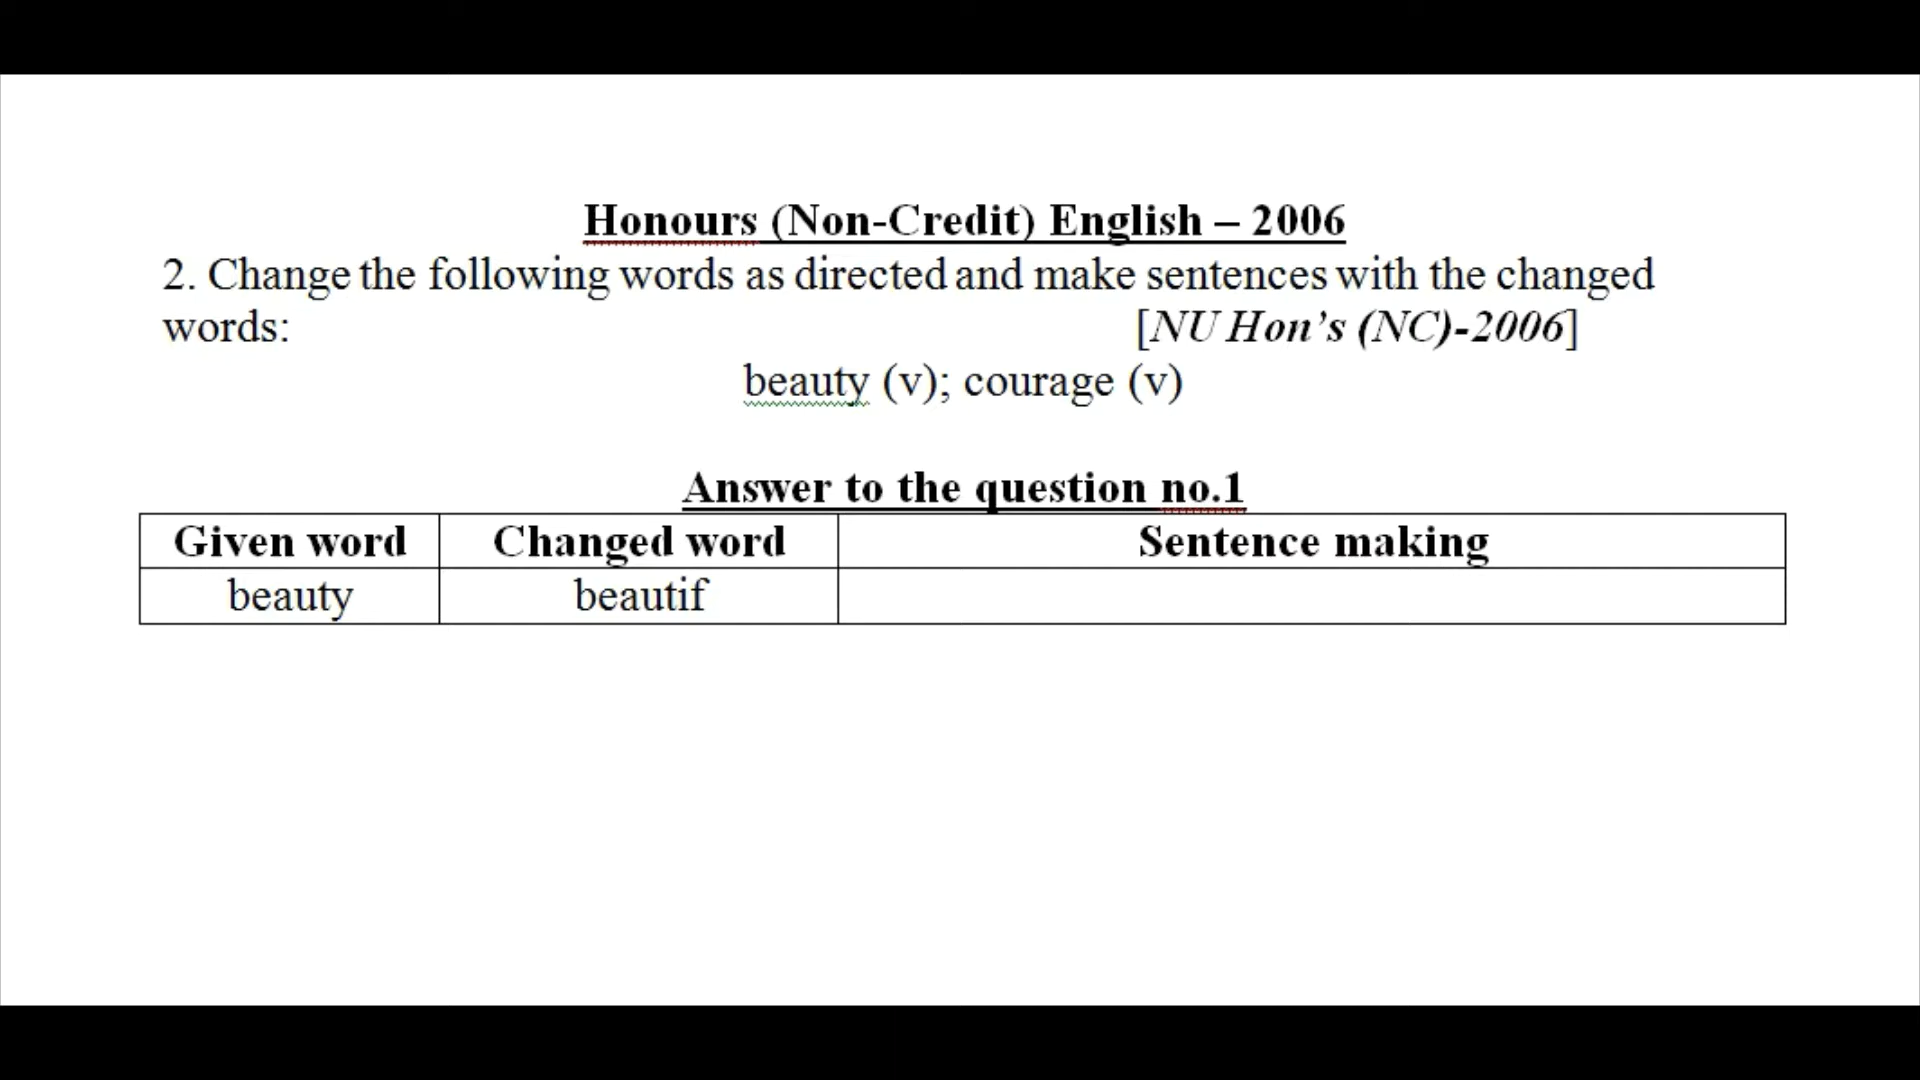 Honours (Non-Credit) English – 2006
2. Change the following words as directed and make sentences with the changed
words: [NU Hon’s (NC)-2006]
beauty (v); courage (v)
Answer to the question no.1
Given word Changed word Sentence making
beauty beautif